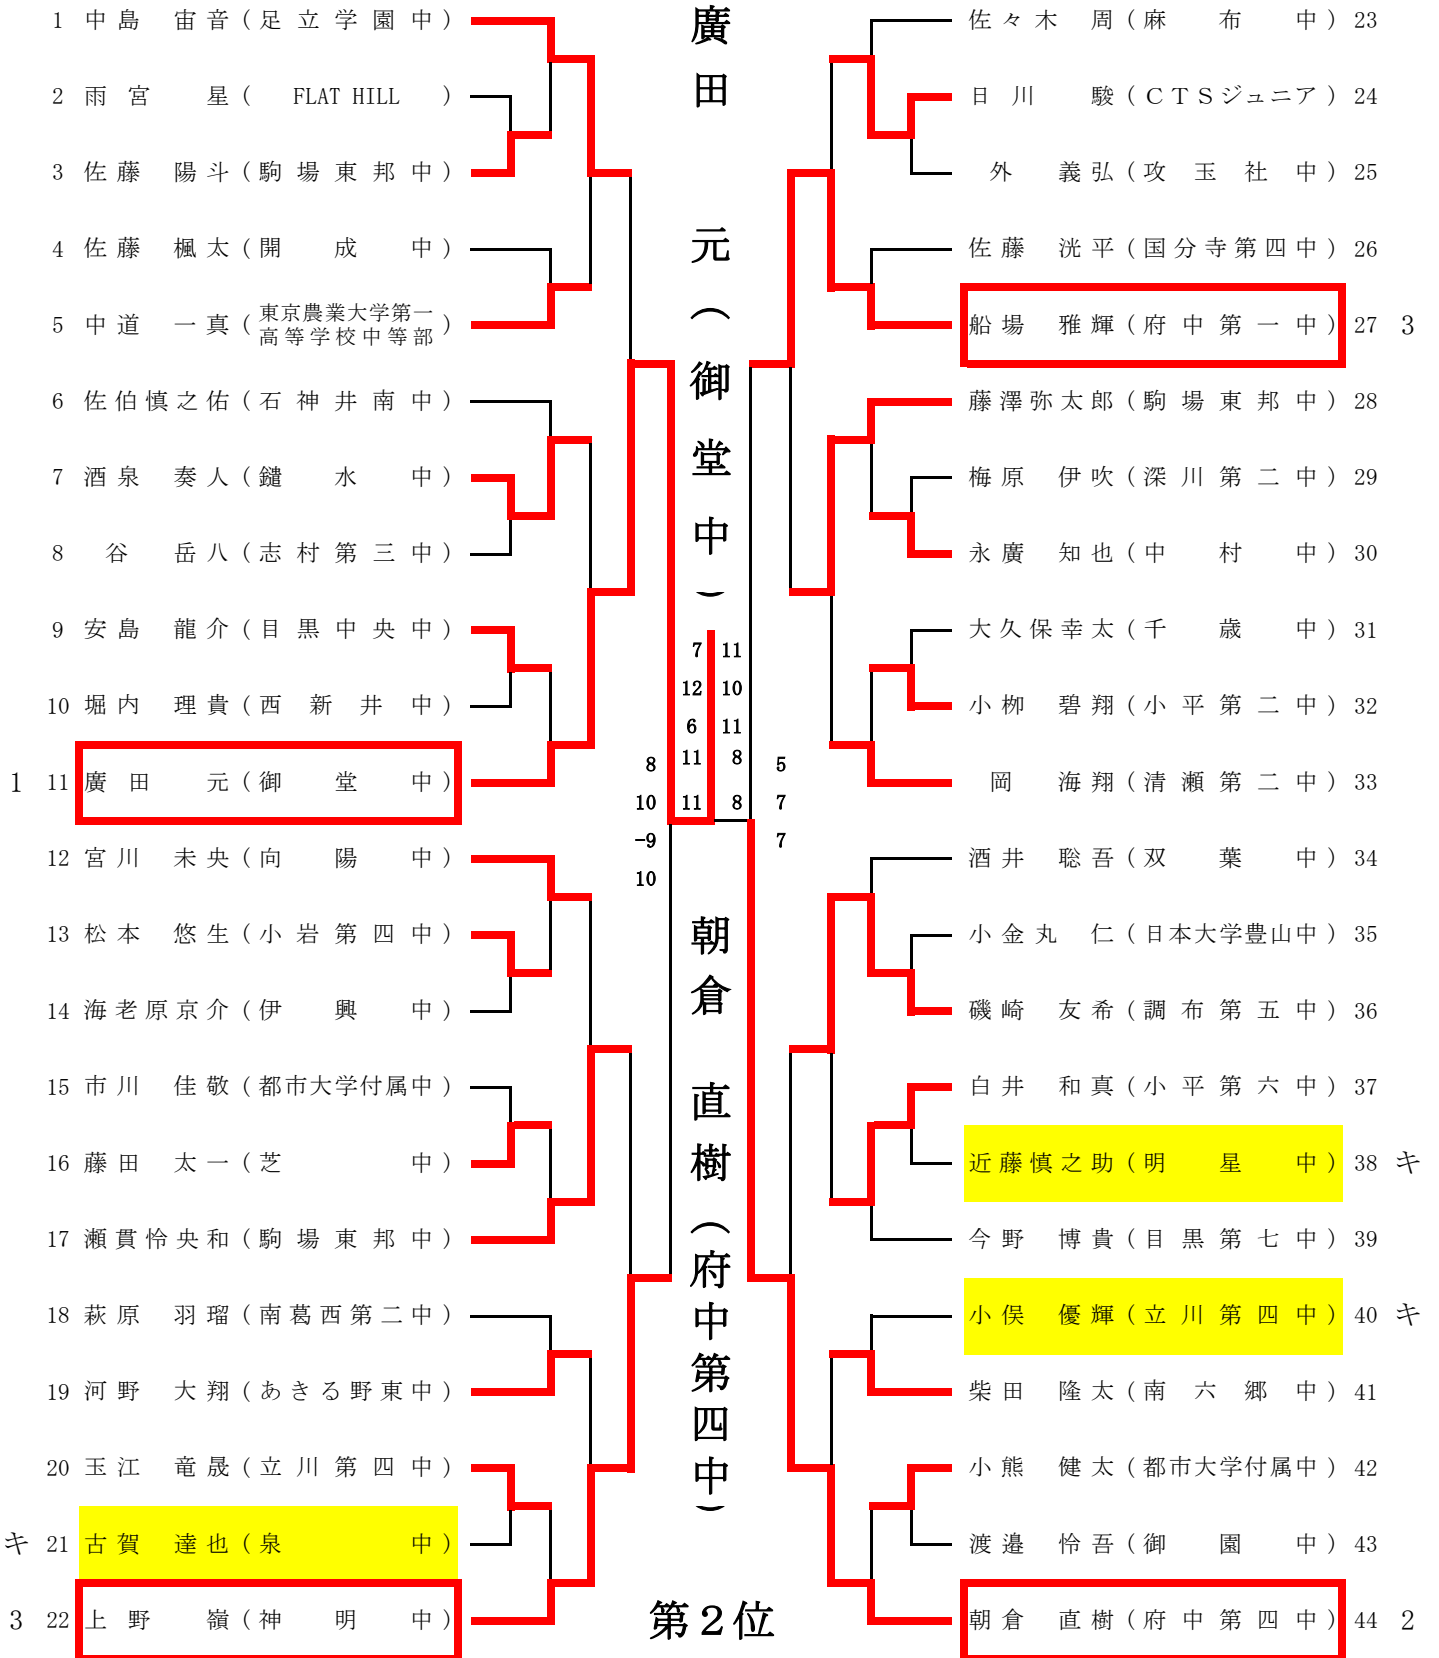 1 中島 宙音（足立学園中）
2 雨宮 星（ FLAT HILL ）
3 佐藤 陽斗（駒場東邦中）
4 佐藤 楓太（開成中）
5 中道 一真（東京農業大学第一高等学校中等部）
6 佐伯慎之佑（石神井南中）
7 酒泉 奏人（鑓水中）
8 谷 岳八（志村第三中）
9 安島 龍介（目黒中央中）
10 堀内 理貴（西新井中）
1 11 廣田 元（御堂中）
12 宮川 未央（向陽中）
13 松本 悠生（小岩第四中）
14 海老原京介（伊興中）
15 市川 佳敬（都市大学付属中）
16 藤田 太一（芝中）
17 瀬貫怜央和（駒場東邦中）
18 萩原 羽瑠（南葛西第二中）
19 河野 大翔（あきる野東中）
20 玉江 竜晟（立川第四中）
キ 21 古賀 達也（泉中）
3 22 上野 嶺（神明中）
廣田 元（御堂中）
7 11
12 10
6 11
11 8
11 8
8
10
-9
10
5
7
7
朝倉 直樹（府中第四中）
第２位
佐々木 周（麻布中）23
日川 駿（ＣＴＳジュニア）24
外 義弘（攻玉社中）25
佐藤 洸平（国分寺第四中）26
船場 雅輝（府中第一中）27 3
藤澤弥太郎（駒場東邦中）28
梅原 伊吹（深川第二中）29
永廣 知也（中村中）30
大久保幸太（千歳中）31
小栁 碧翔（小平第二中）32
岡 海翔（清瀬第二中）33
酒井 聡吾（双葉中）34
小金丸 仁（日本大学豊山中）35
磯崎 友希（調布第五中）36
白井 和真（小平第六中）37
近藤慎之助（明星中）38 キ
今野 博貴（目黒第七中）39
小俣 優輝（立川第四中）40 キ
柴田 隆太（南六郷中）41
小熊 健太（都市大学付属中）42
渡邉 怜吾（御園中）43
朝倉 直樹（府中第四中）44 2